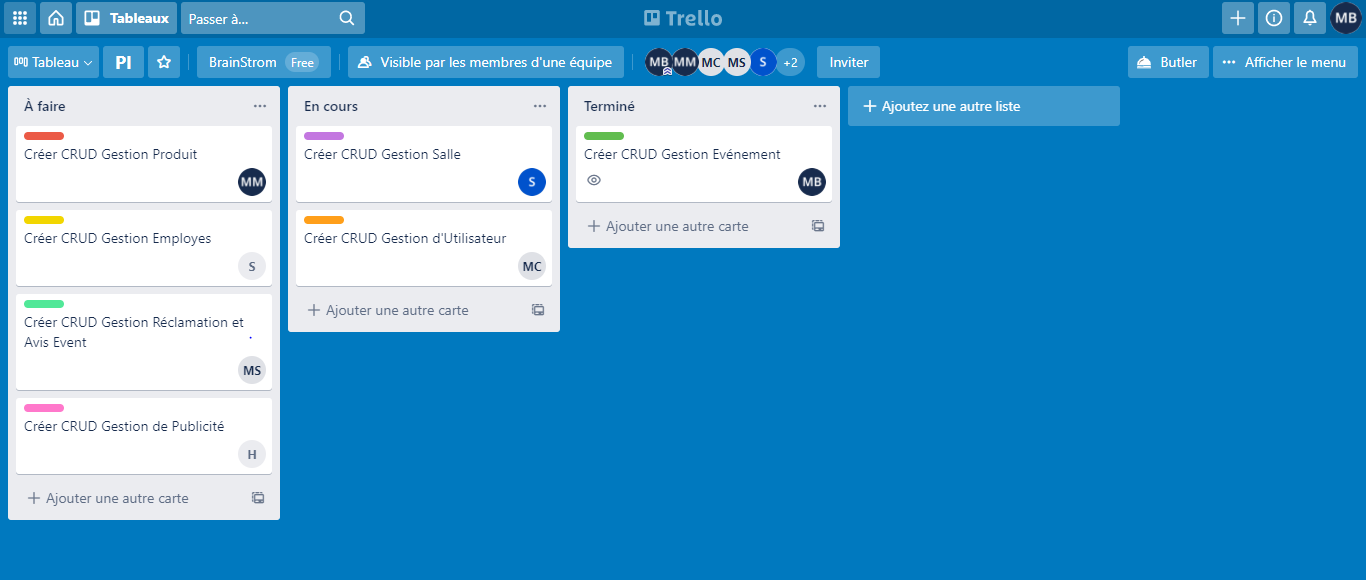 Tableaux
Passer à...
Trello
MB
Tableau
PI
BrainStrom Free
Visible par les membres d'une équipe
MB MM MC MS S +2
Inviter
Butler
Afficher le menu
À faire
Créer CRUD Gestion Produit
MM
Créer CRUD Gestion Employes
S
Créer CRUD Gestion Réclamation et
Avis Event
MS
Créer CRUD Gestion de Publicité
H
Ajouter une autre carte
En cours
Créer CRUD Gestion Salle
S
Créer CRUD Gestion d'Utilisateur
MC
Ajouter une autre carte
Terminé
Créer CRUD Gestion Evénement
MB
Ajouter une autre carte
Ajoutez une autre liste